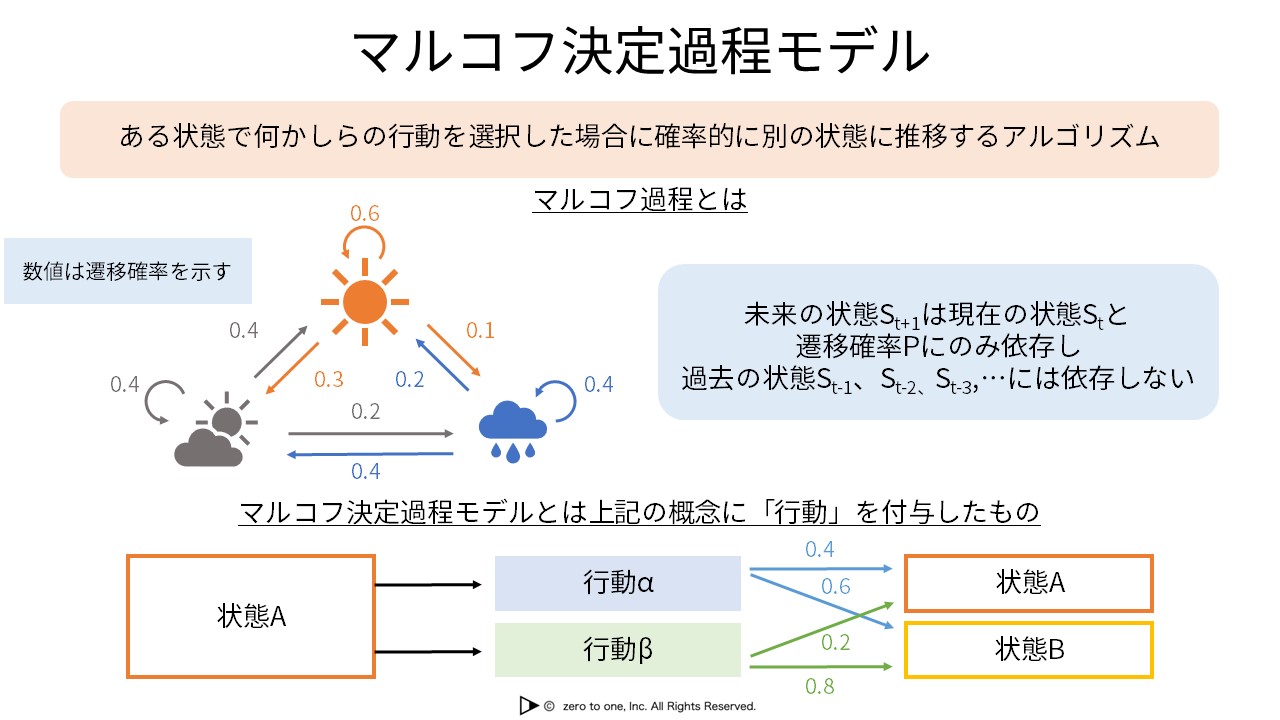 マルコフ決定過程モデル
ある状態で何かしらの行動を選択した場合に確率的に別の状態に推移するアルゴリズム
マルコフ過程とは
0.6
数値は遷移確率を示す
0.4
0.1
0.4
0.3
0.2
0.4
0.2
0.4
未来の状態St+1は現在の状態Stと
遷移確率Pにのみ依存し
過去の状態St-1、St-2、St-3,…には依存しない
マルコフ決定過程モデルとは上記の概念に「行動」を付与したもの
状態A
行動α
行動β
0.4
0.6
0.2
0.8
状態A
状態B
© zero to one, Inc. All Rights Reserved.